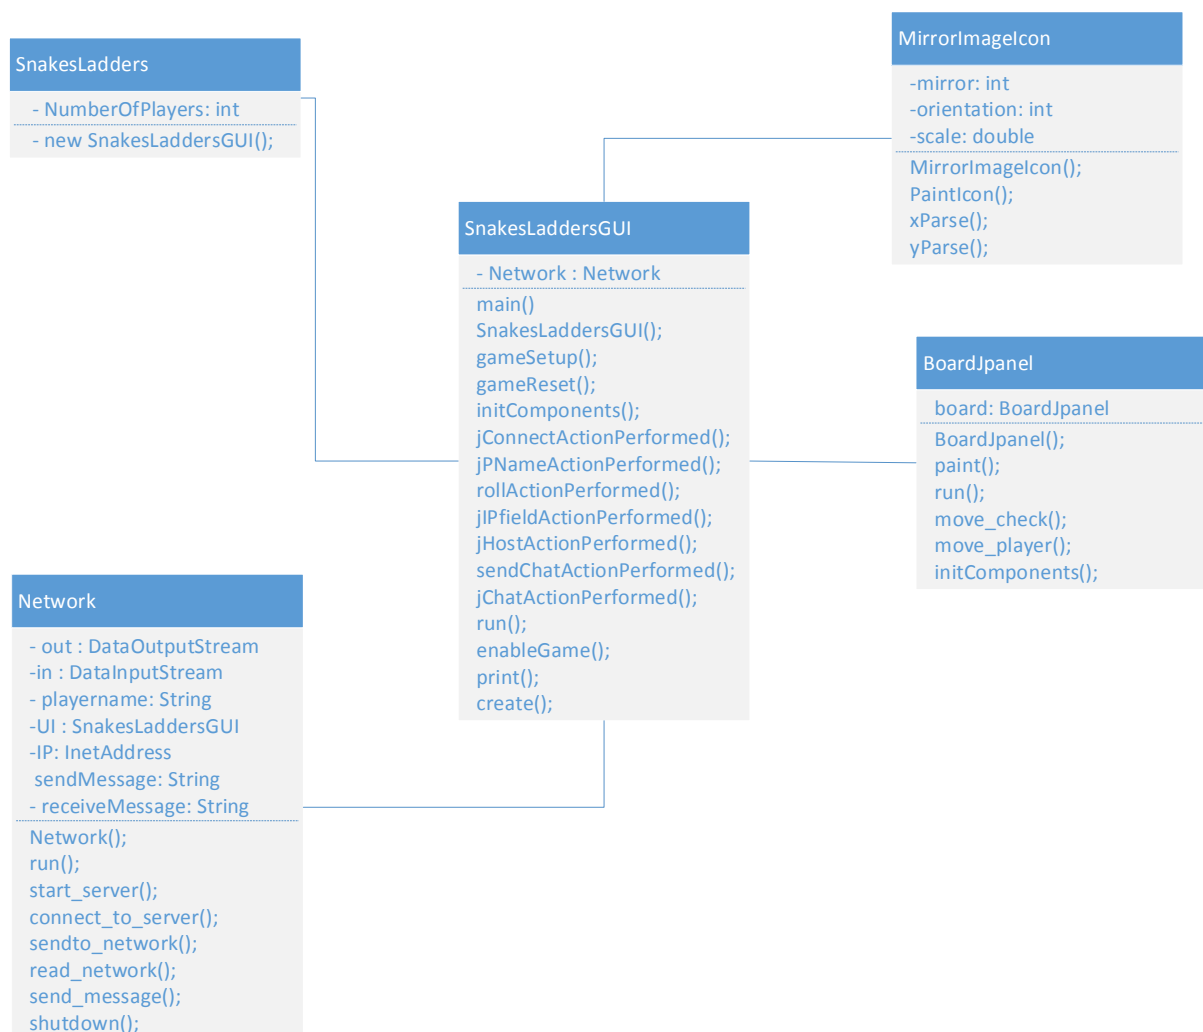 SnakesLadders
- NumberOfPlayers: int
- new SnakesLaddersGUI();
MirrorImageIcon
-mirror: int
-orientation: int
-scale: double
MirrorImageIcon();
PaintIcon();
xParse();
yParse();
SnakesLaddersGUI
- Network : Network
main()
SnakesLaddersGUI();
gameSetup();
gameReset();
initComponents();
jConnectActionPerformed();
jPNameActionPerformed();
rollActionPerformed();
jIPfieldActionPerformed();
jHostActionPerformed();
sendChatActionPerformed();
jChatActionPerformed();
run();
enableGame();
print();
create();
BoardJpanel
board: BoardJpanel
BoardJpanel();
paint();
run();
move_check();
move_player();
initComponents();
Network
- out : DataOutputStream
-in : DataInputStream
- playername: String
-UI : SnakesLaddersGUI
-IP: InetAddress
sendMessage: String
- receiveMessage: String
Network();
run();
start_server();
connect_to_server();
sendto_network();
read_network();
send_message();
shutdown();